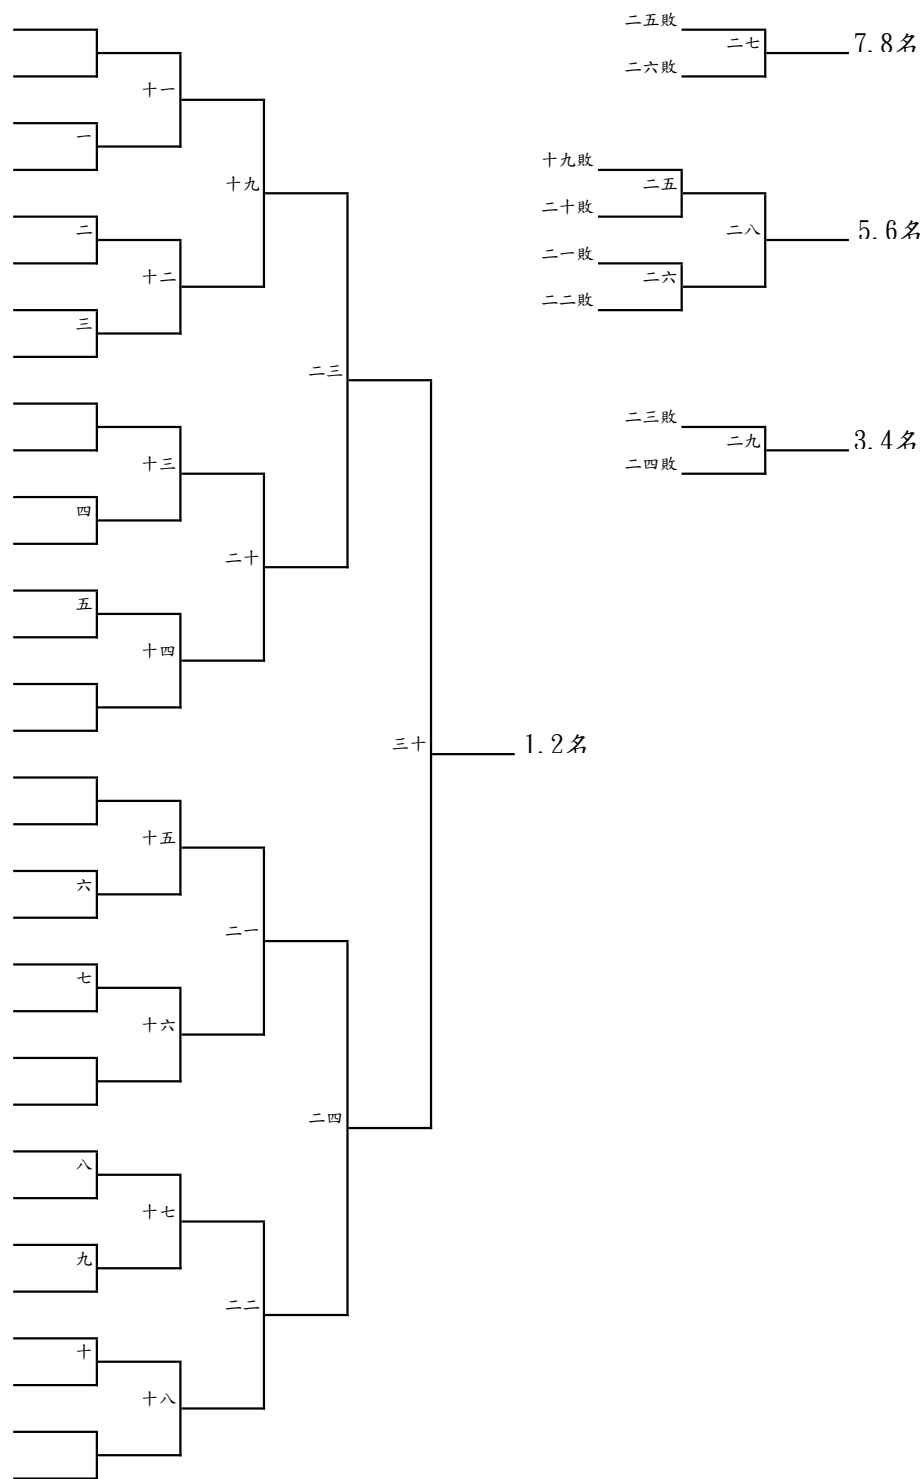 十一
一
十九
二
十二
三
二三
十三
四
二十
五
十四
三十
1.2名
十五
六
二一
七
十六
二四
八
十七
九
二二
十
十八
二五敗
二七
7.8名
二六敗
十九敗
二五
二十敗
二八
5.6名
二一敗
二六
二二敗
二三敗
二九
3.4名
二四敗